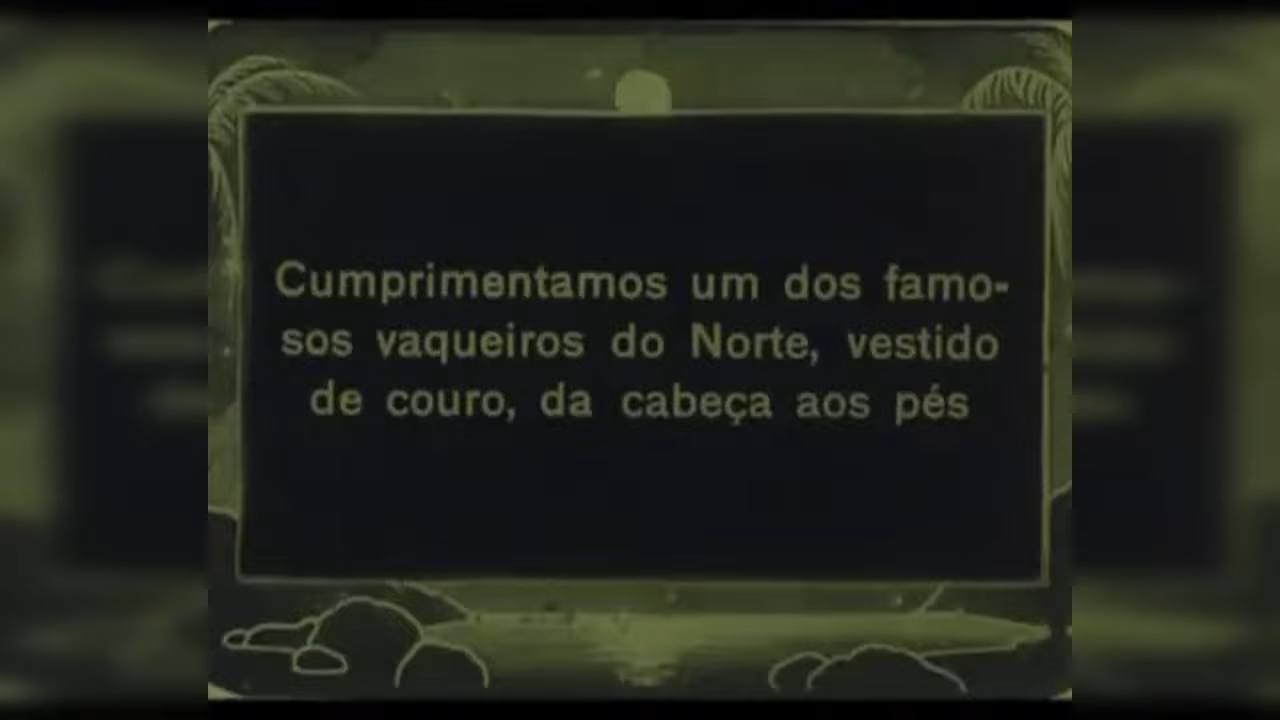 Cumprimentamos um dos famo-
sos vaqueiros do Norte, vestido
de couro, da cabeça aos pés